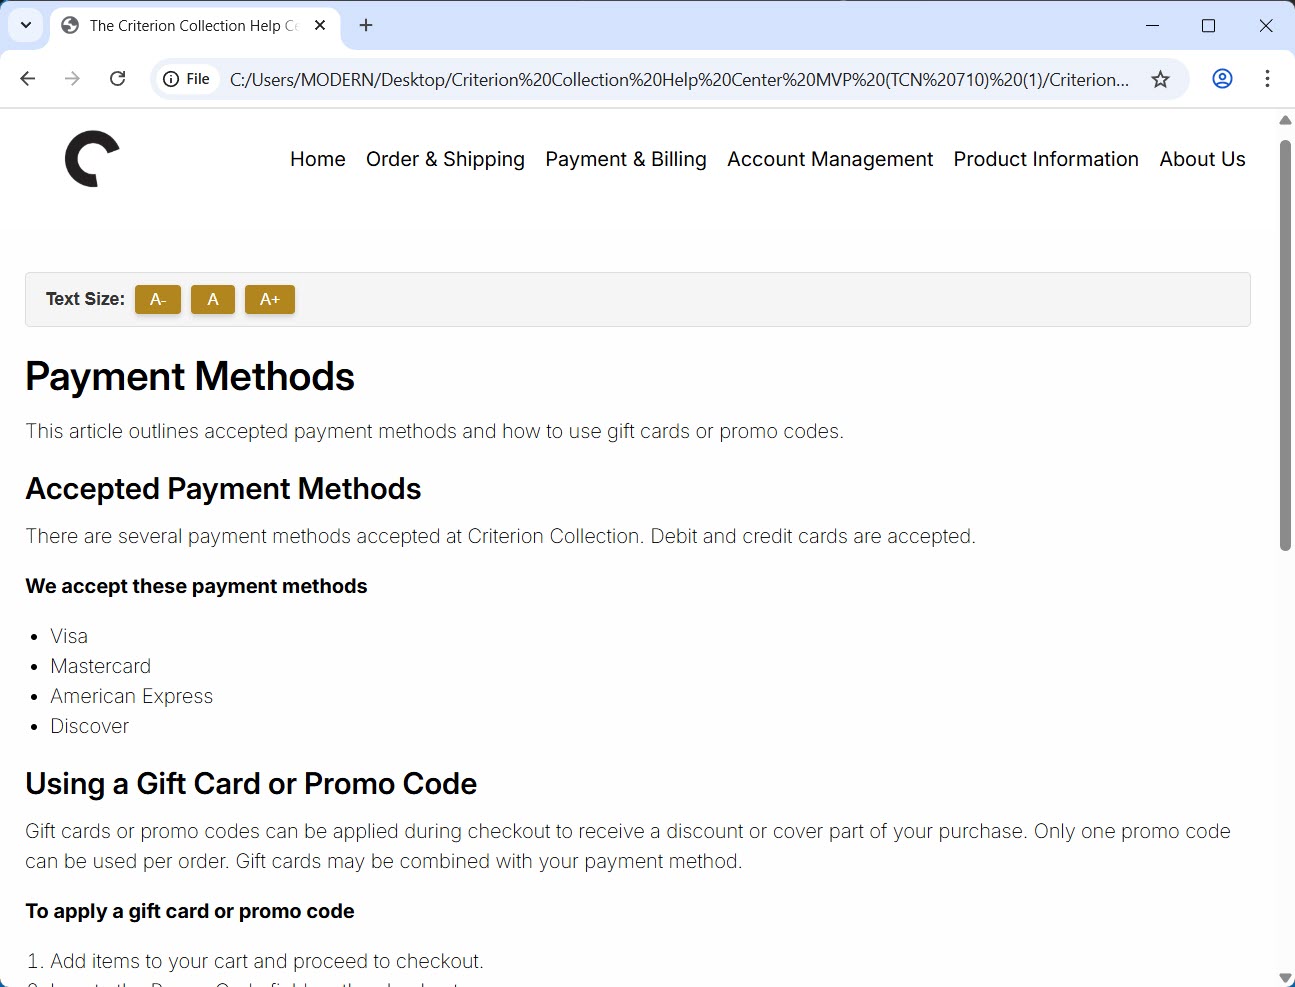 The Criterion Collection Help Ce
File
C:/Users/MODERN/Desktop/Criterion%20Collection%20Help%20Center%20MVP%20(TCN%20710)%20(1)/Criterion...
Home Order & Shipping Payment & Billing Account Management Product Information About Us
Text Size: A- A A+
Payment Methods
This article outlines accepted payment methods and how to use gift cards or promo codes.
Accepted Payment Methods
There are several payment methods accepted at Criterion Collection. Debit and credit cards are accepted.
We accept these payment methods
• Visa
• Mastercard
• American Express
• Discover
Using a Gift Card or Promo Code
Gift cards or promo codes can be applied during checkout to receive a discount or cover part of your purchase. Only one promo code
can be used per order. Gift cards may be combined with your payment method.
To apply a gift card or promo code
1. Add items to your cart and proceed to checkout.